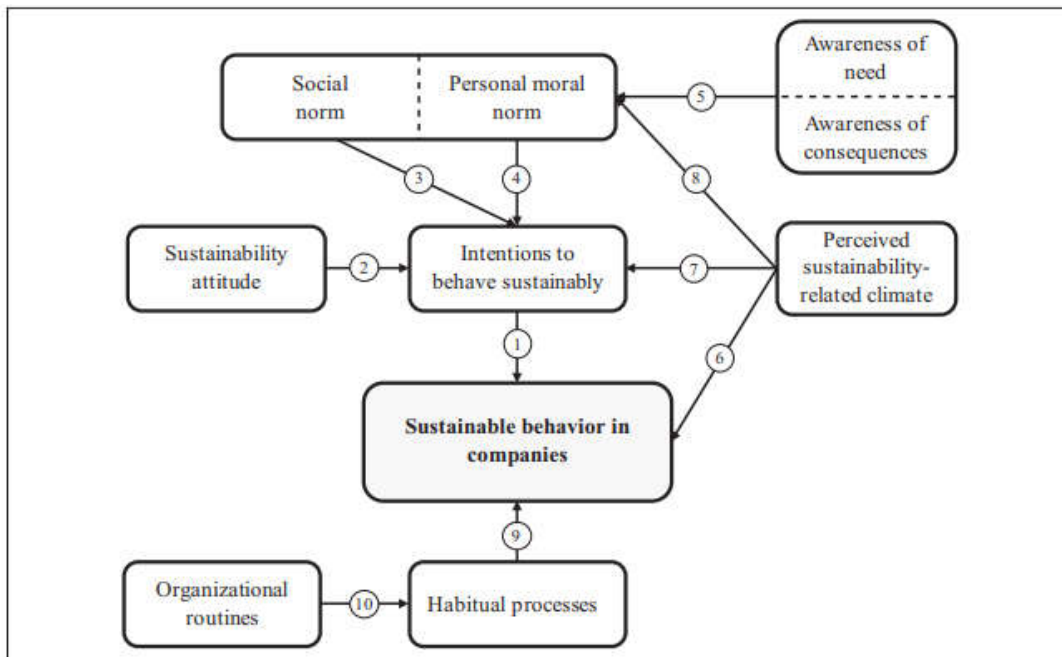 Social
norm
Personal moral
norm
Awareness of
need
Awareness of
consequences
5
3
4
8
Sustainability
attitude
2
Intentions to
behave sustainably
7
Perceived
sustainability-
related climate
1
6
Sustainable behavior in
companies
9
Organizational
routines
10
Habitual processes